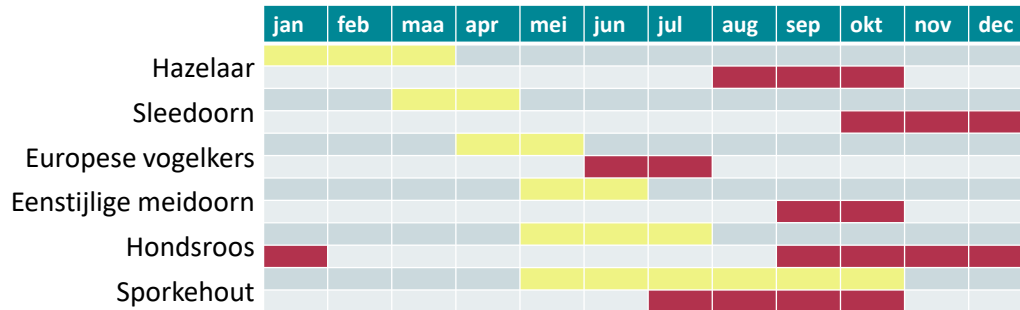 jan feb maa apr mei jun jul aug sep okt nov dec
Hazelaar
Sleedoorn
Europese vogelkers
Eenstijlige meidoorn
Hondsroos
Sporkehout